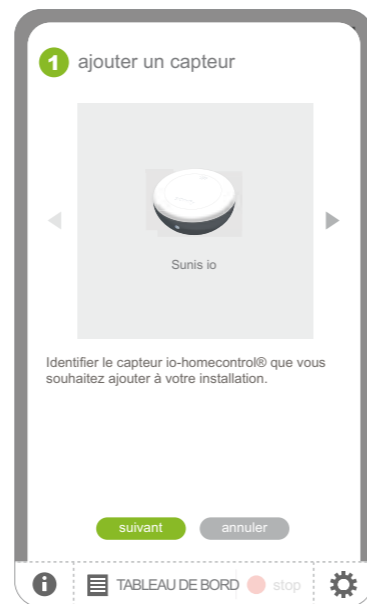 1 ajouter un capteur
Sunis io
Identifier le capteur io-homecontrol® que vous
souhaitez ajouter à votre installation.
suivant annuler
TABLEAU DE BORD stop